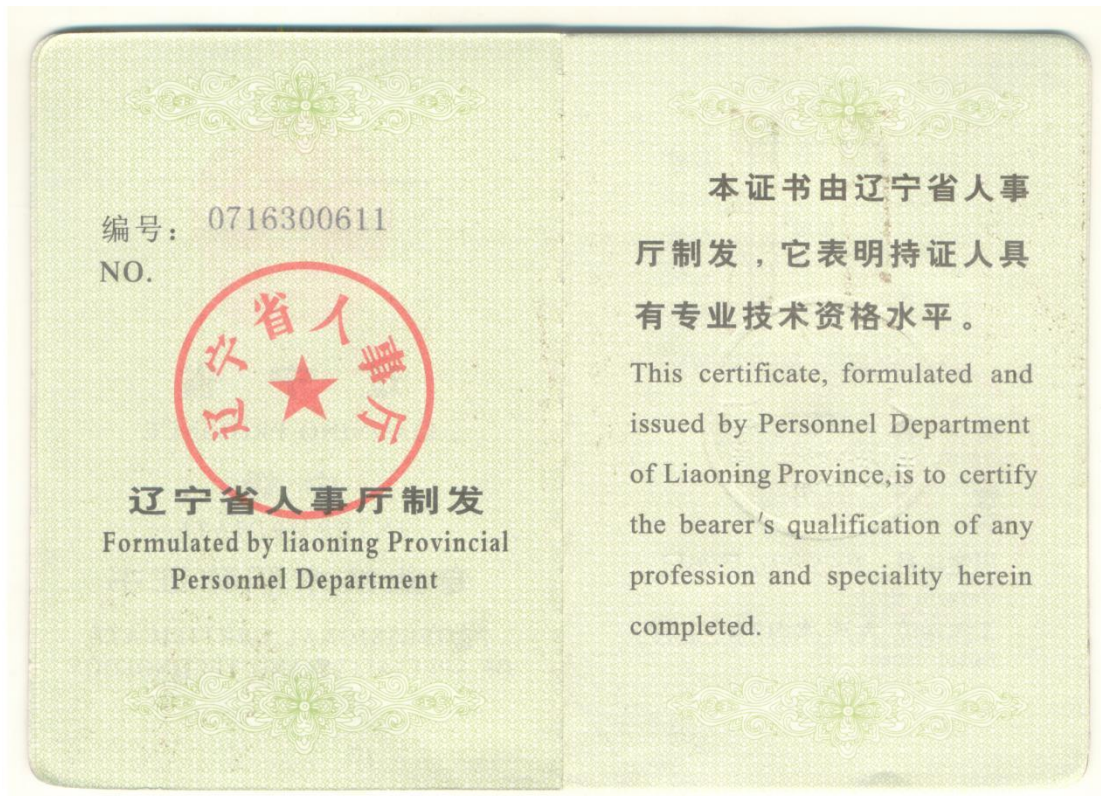 编号： 0716300611
NO.
辽宁省人事厅
辽宁省人事厅制发
Formulated by liaoning Provincial
Personnel Department
本证书由辽宁省人事
厅制发，它表明持证人具
有专业技术资格水平。
This certificate, formulated and
issued by Personnel Department
of Liaoning Province,is to certify
the bearer's qualification of any
profession and speciality herein
completed.